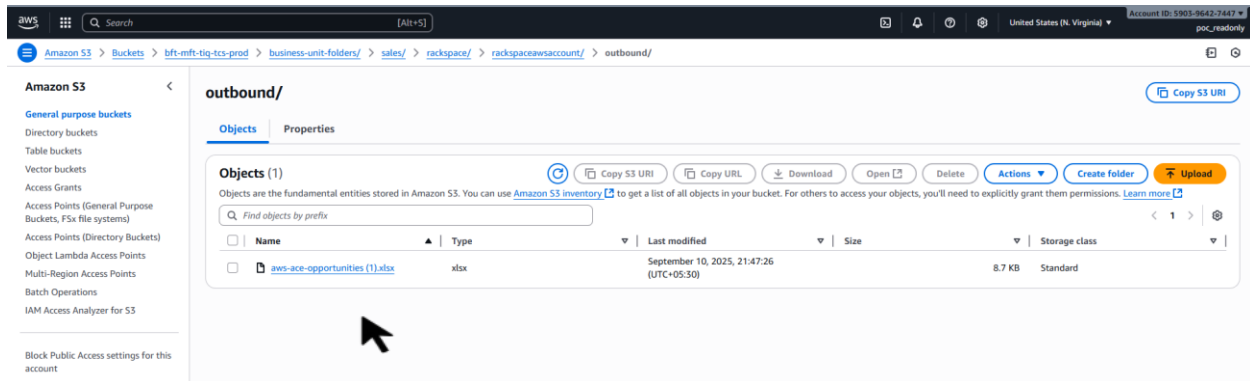 aws
Search
[Alt+S]
United States (N. Virginia) ▼
Account ID: 5903-9642-7447 ▼
poc_readonly
Amazon S3 > Buckets > bft-mft-tiq-tcs-prod > business-unit-folders/ > sales/ > rackspace/ > rackspaceawsaccount/ > outbound/
Amazon S3
General purpose buckets
Directory buckets
Table buckets
Vector buckets
Access Grants
Access Points (General Purpose
Buckets, FSx file systems)
Access Points (Directory Buckets)
Object Lambda Access Points
Multi-Region Access Points
Batch Operations
IAM Access Analyzer for S3
Block Public Access settings for this
account
outbound/
Copy S3 URI
Objects Properties
Objects (1)
Copy S3 URI Copy URL Download Open Delete Actions ▼ Create folder Upload
Objects are the fundamental entities stored in Amazon S3. You can use Amazon S3 inventory to get a list of all objects in your bucket. For others to access your objects, you'll need to explicitly grant them permissions. Learn more
Find objects by prefix
< 1 >
Name Type Last modified Size Storage class
aws-ace-opportunities (1).xlsx xlsx September 10, 2025, 21:47:26 8.7 KB Standard
(UTC+05:30)